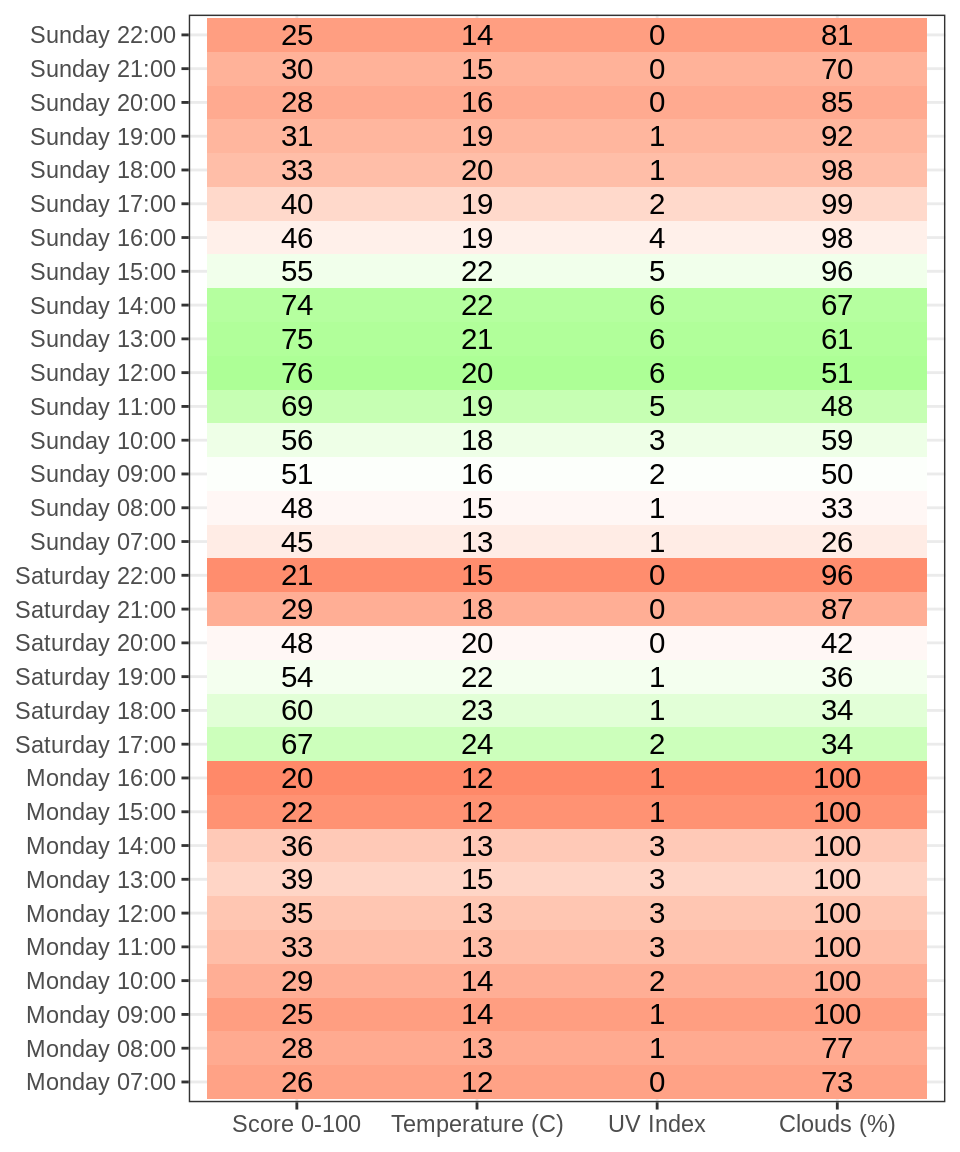 Sunday 22:00 25 14 0 81
Sunday 21:00 30 15 0 70
Sunday 20:00 28 16 0 85
Sunday 19:00 31 19 1 92
Sunday 18:00 33 20 1 98
Sunday 17:00 40 19 2 99
Sunday 16:00 46 19 4 98
Sunday 15:00 55 22 5 96
Sunday 14:00 74 22 6 67
Sunday 13:00 75 21 6 61
Sunday 12:00 76 20 6 51
Sunday 11:00 69 19 5 48
Sunday 10:00 56 18 3 59
Sunday 09:00 51 16 2 50
Sunday 08:00 48 15 1 33
Sunday 07:00 45 13 1 26
Saturday 22:00 21 15 0 96
Saturday 21:00 29 18 0 87
Saturday 20:00 48 20 0 42
Saturday 19:00 54 22 1 36
Saturday 18:00 60 23 1 34
Saturday 17:00 67 24 2 34
Monday 16:00 20 12 1 100
Monday 15:00 22 12 1 100
Monday 14:00 36 13 3 100
Monday 13:00 39 15 3 100
Monday 12:00 35 13 3 100
Monday 11:00 33 13 3 100
Monday 10:00 29 14 2 100
Monday 09:00 25 14 1 100
Monday 08:00 28 13 1 77
Monday 07:00 26 12 0 73
Score 0-100 Temperature (C) UV Index Clouds (%)